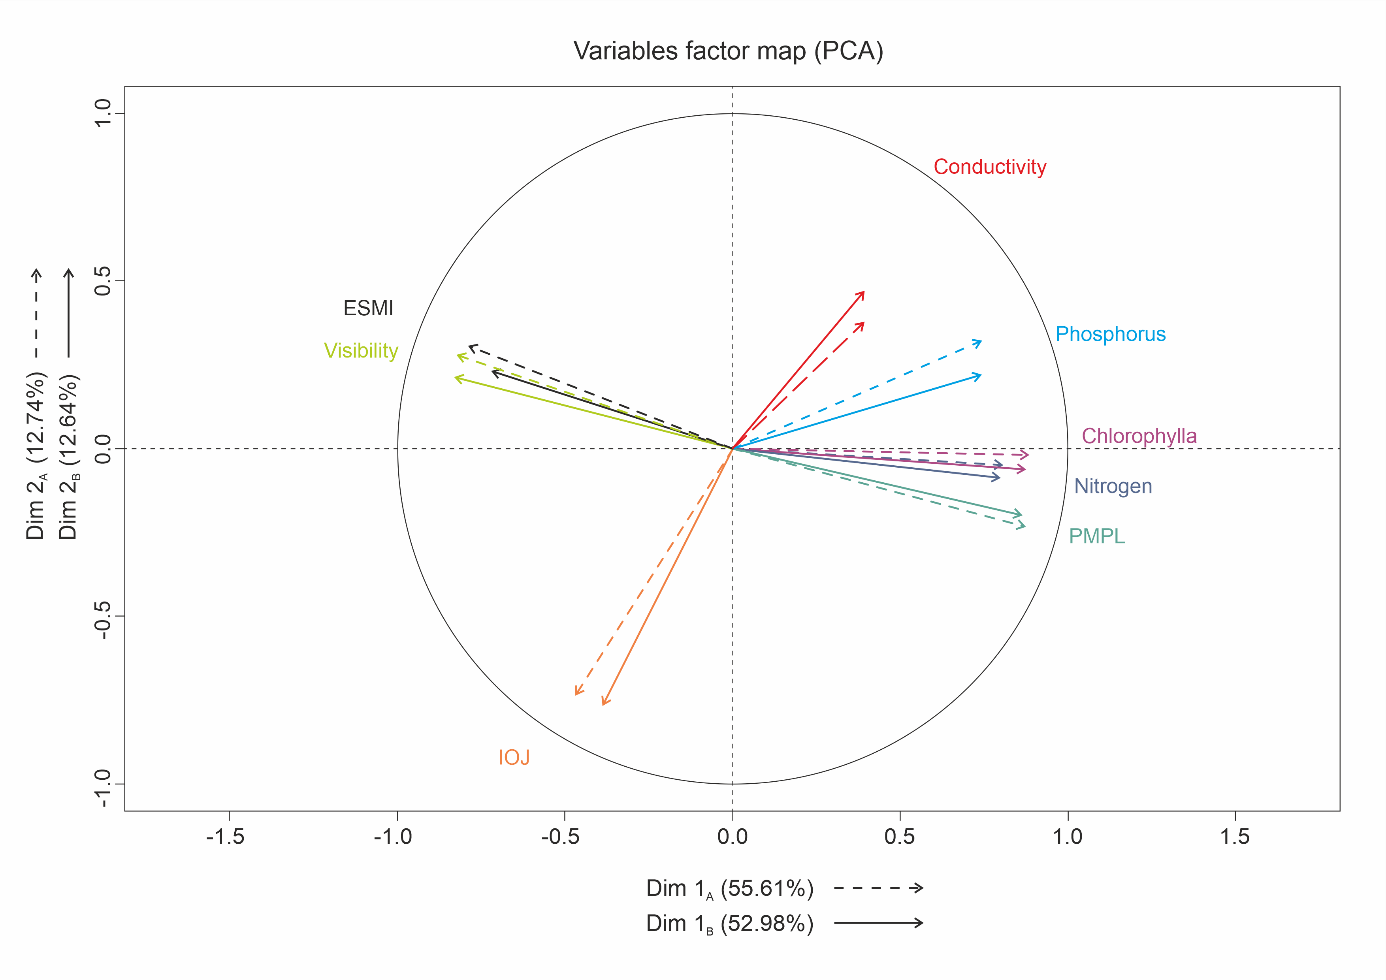 Variables factor map (PCA)
Conductivity
Phosphorus
Chlorophylla
Nitrogen
PMPL
ESMI
Visibility
IOJ
1.0
0.5
0.0
-0.5
-1.0
Dim 2A (12.74%)
Dim 2B (12.64%)
-1.5 -1.0 -0.5 0.0 0.5 1.0 1.5
Dim 1A (55.61%)
Dim 1B (52.98%)